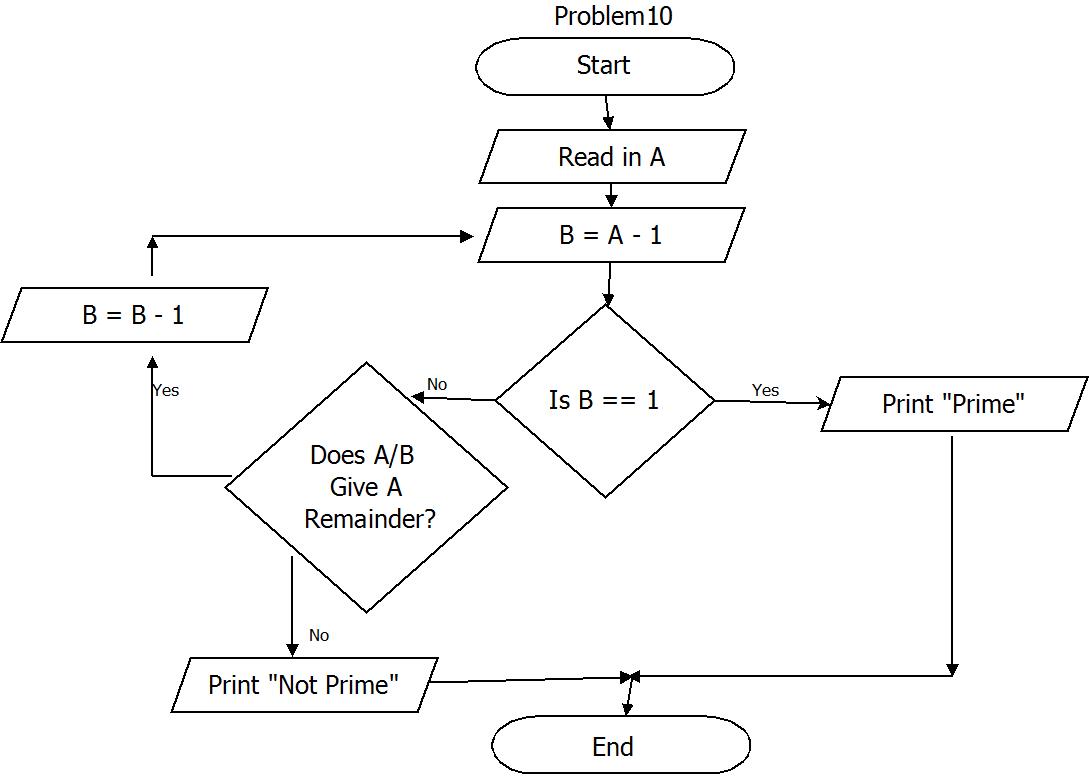 Problem10
Start
Read in A
B = A - 1
B = B - 1
Is B == 1
No
Yes
Print "Prime"
Yes
Does A/B
Give A
Remainder?
No
Print "Not Prime"
End